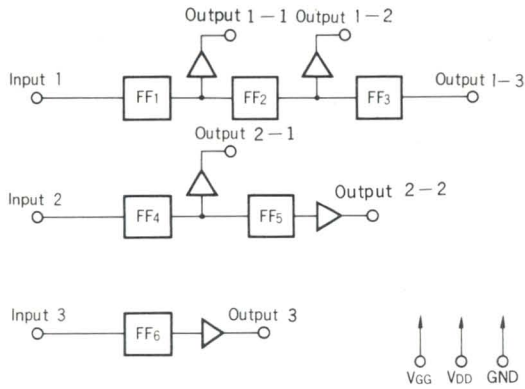 Output 1-1
Output 1-2
Input 1
FF1
FF2
FF3
Output 1-3
Output 2-1
Input 2
FF4
FF5
Output 2-2
Input 3
FF6
Output 3
VGG
VDD
GND